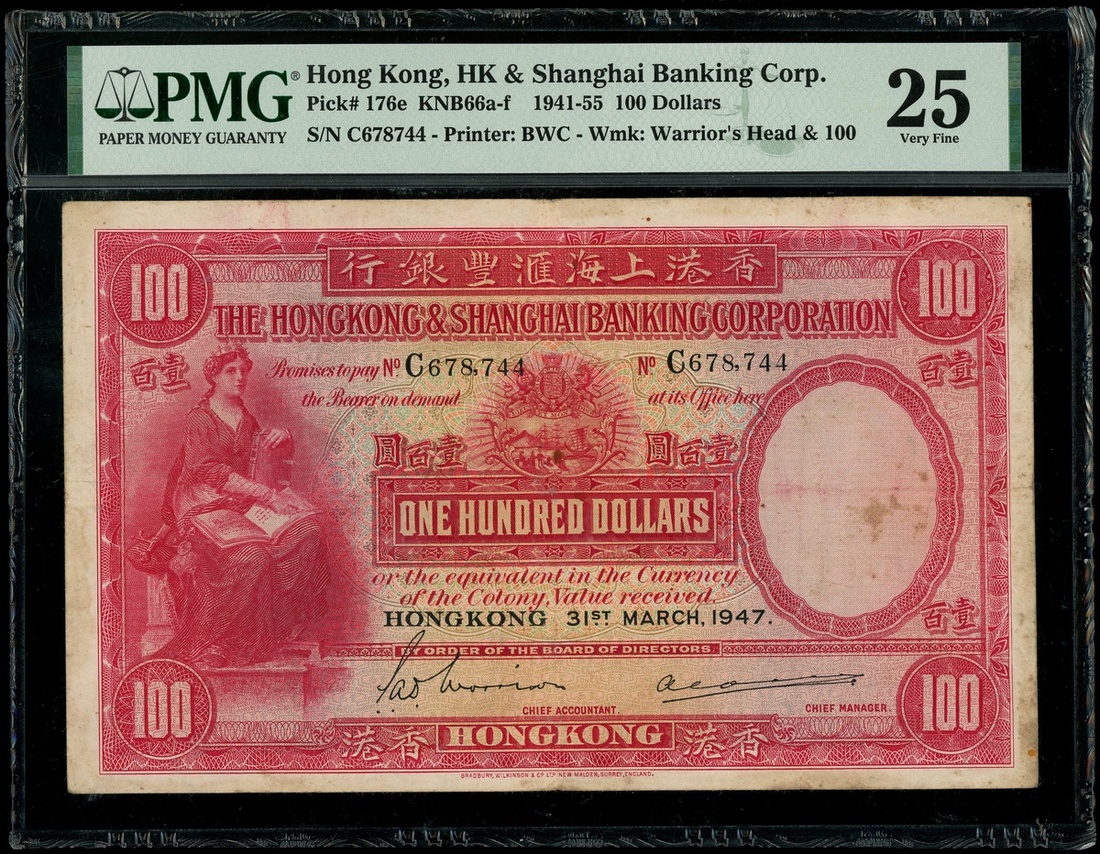 PMG® Hong Kong, HK & Shanghai Banking Corp.
PAPER MONEY GUARANTY
Pick# 176e KNB66a-f 1941-55 100 Dollars
S/N C678744 - Printer: BWC - Wmk: Warrior's Head & 100
25
Very Fine
100 行銀豐滙海上港香 100
THE HONGKONG & SHANGHAI BANKING CORPORATION
百壹 百壹
Promises to pay No C678,744 No C678,744
the Bearer on demand at its Office here
圓百壹 圓百壹
ONE HUNDRED DOLLARS
or the equivalent in the Currency
of the Colony, Value received.
HONGKONG 31ST MARCH, 1947.
百壹
BY ORDER OF THE BOARD OF DIRECTORS.
CHIEF ACCOUNTANT. CHIEF MANAGER.
100 港香 HONGKONG 港香 100
BRADBURY, WILKINSON & CO LTD NEW MALDEN, SURREY, ENGLAND.